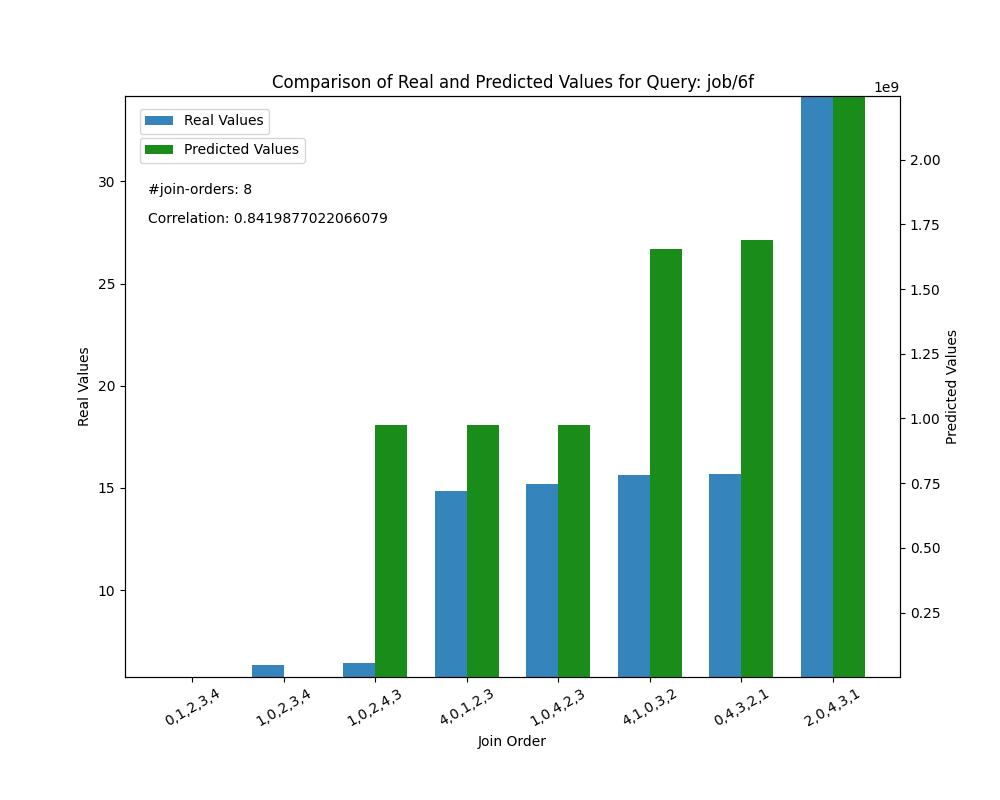 Comparison of Real and Predicted Values for Query: job/6f
1e9
Real Values
Predicted Values
#join-orders: 8
Correlation: 0.8419877022066079
30
25
20
15
10
Real Values
2.00
1.75
1.50
1.25
1.00
0.75
0.50
0.25
Predicted Values
0,1,2,3,4
1,0,2,3,4
1,0,2,4,3
4,0,1,2,3
1,0,4,2,3
4,1,0,3,2
0,4,3,2,1
2,0,4,3,1
Join Order